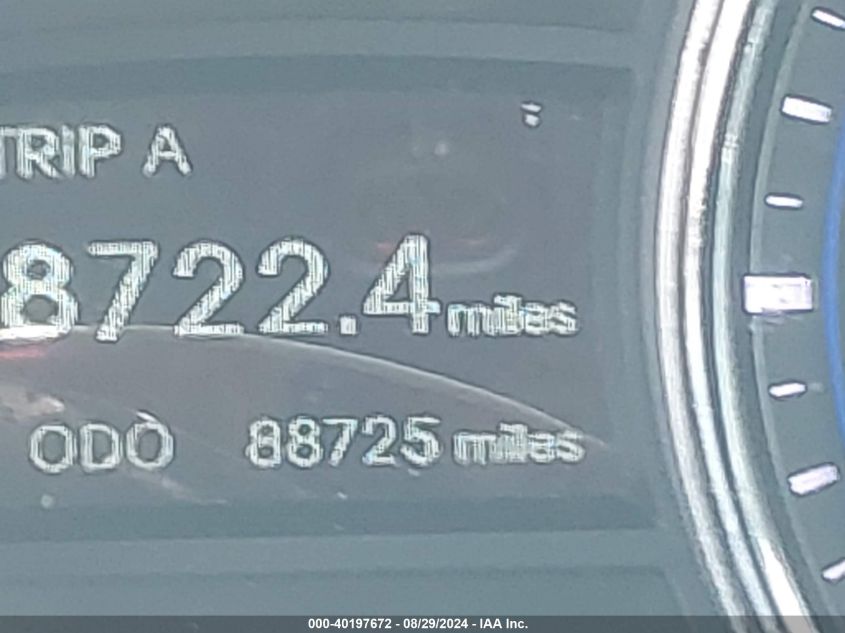 TRIP A
8722.4 miles
ODO 88725 miles
000-40197672 - 08/29/2024 - IAA Inc.